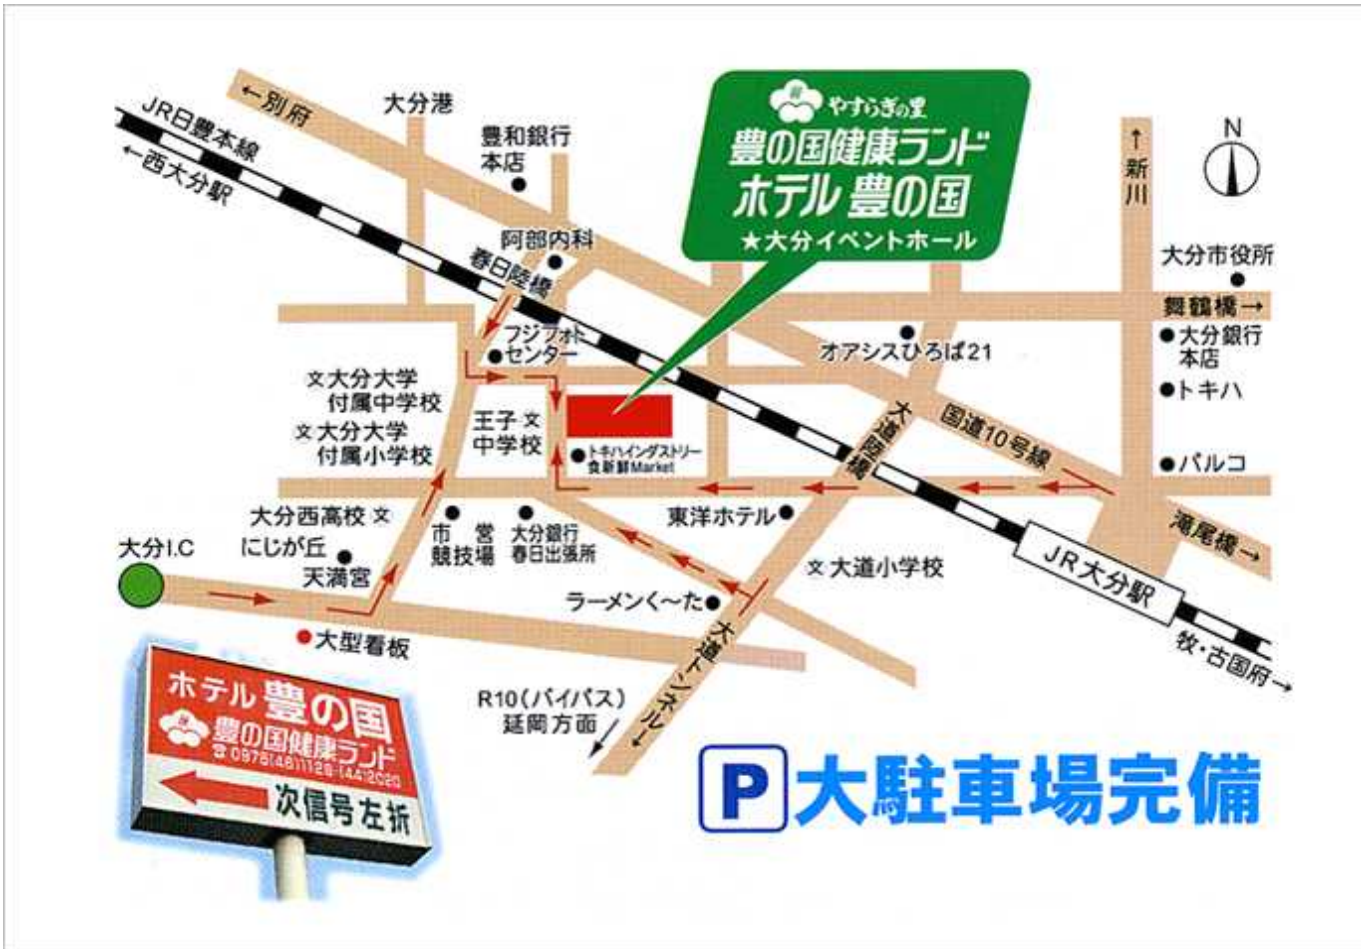 ←別府
大分港
JR日豊本線
←西大分駅
豊和銀行
本店
やすらぎの里
豊の国健康ランド
ホテル 豊の国
★大分イベントホール
↑新川
N
阿部内科
春日陸橋
大分市役所
舞鶴橋→
フジフォト
センター
オアシスひろば21
大分銀行
本店
トキハ
文大分大学
付属中学校
文大分大学
付属小学校
王子文
中学校
トキハインダストリー
食新鮮Market
大道陸橋
国道10号線
パルコ
大分西高校 文
市営
競技場
大分銀行
春日出張所
東洋ホテル
滝尾橋→
大分I.C
にじが丘
天満宮
文大道小学校
JR大分駅
ラーメンく~た
大型看板
大道トンネル→
牧・古国府→
R10(バイパス)
延岡方面
ホテル 豊の国
豊の国健康ランド
次信号左折
P大駐車場完備